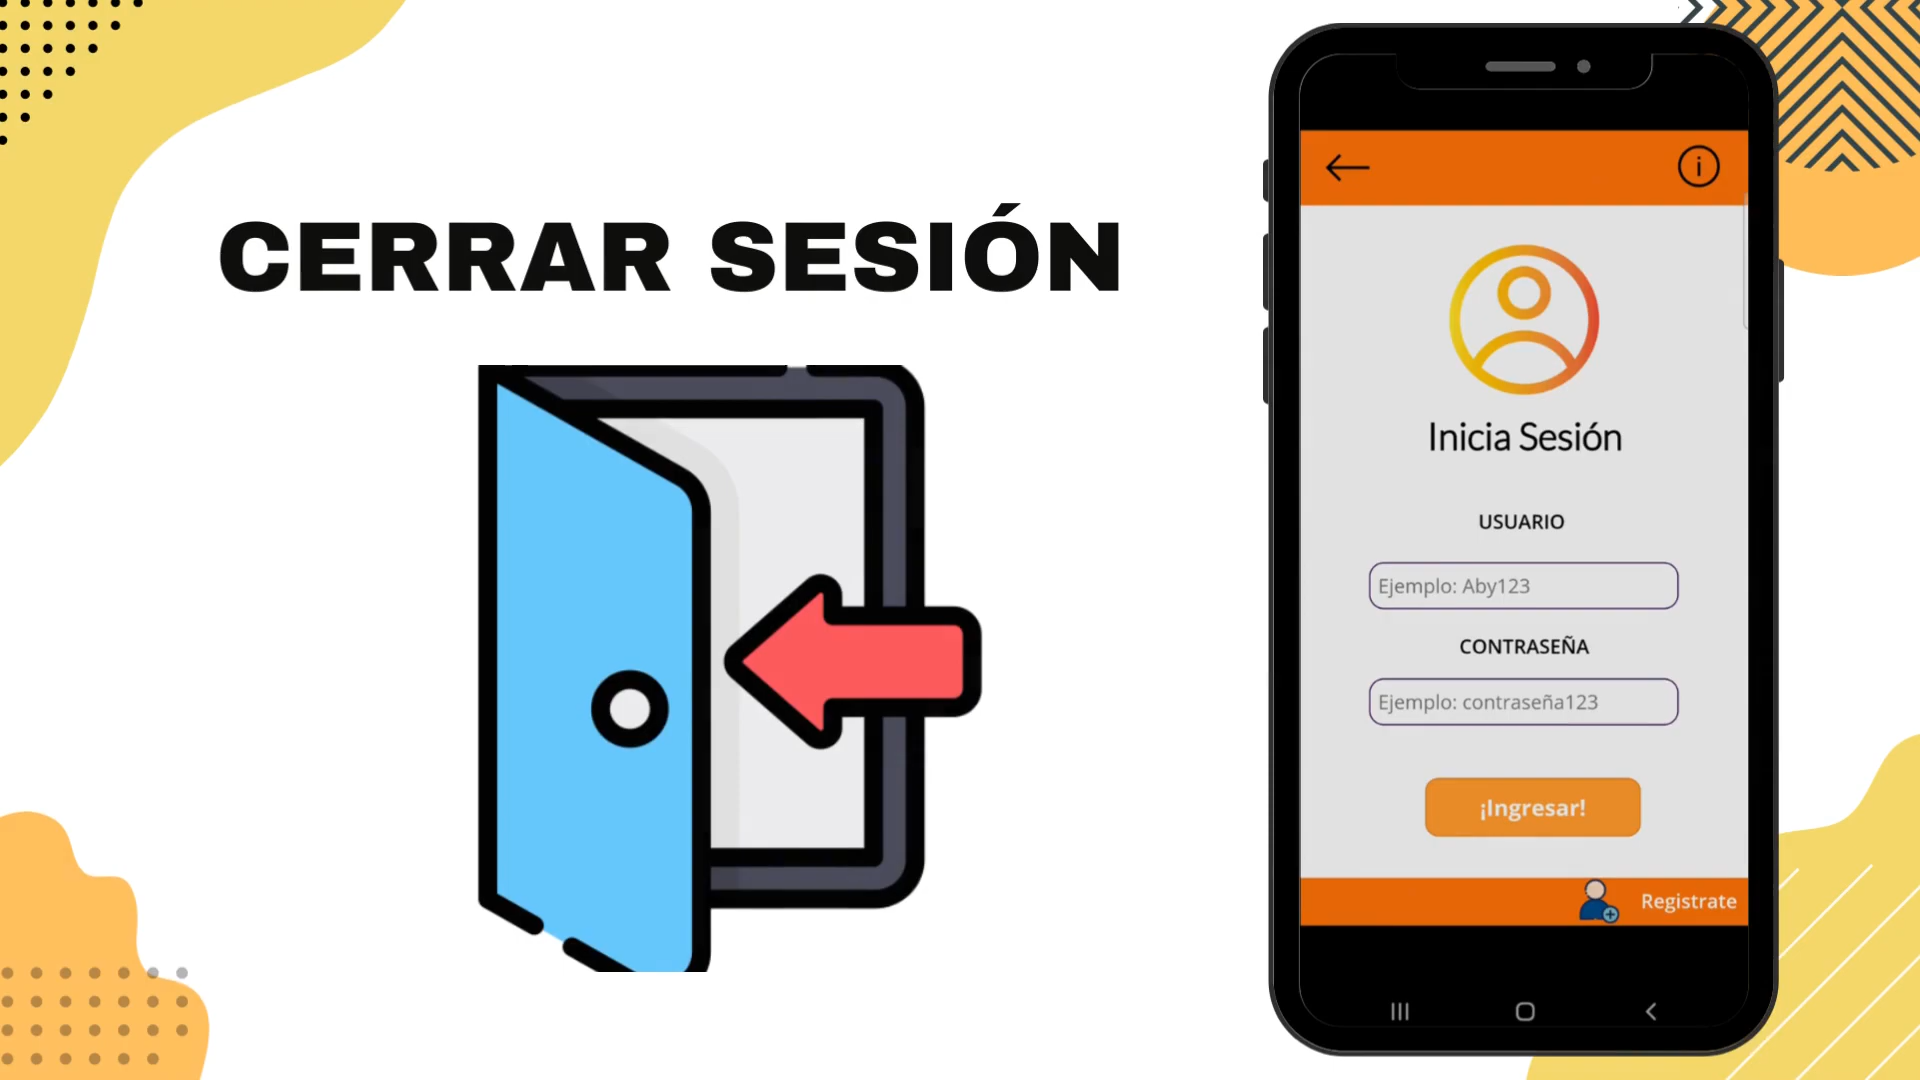 CERRAR SESIÓN
Inicia Sesión
USUARIO
Ejemplo: Aby123
CONTRASEÑA
Ejemplo: contraseña123
¡Ingresar!
Registrate